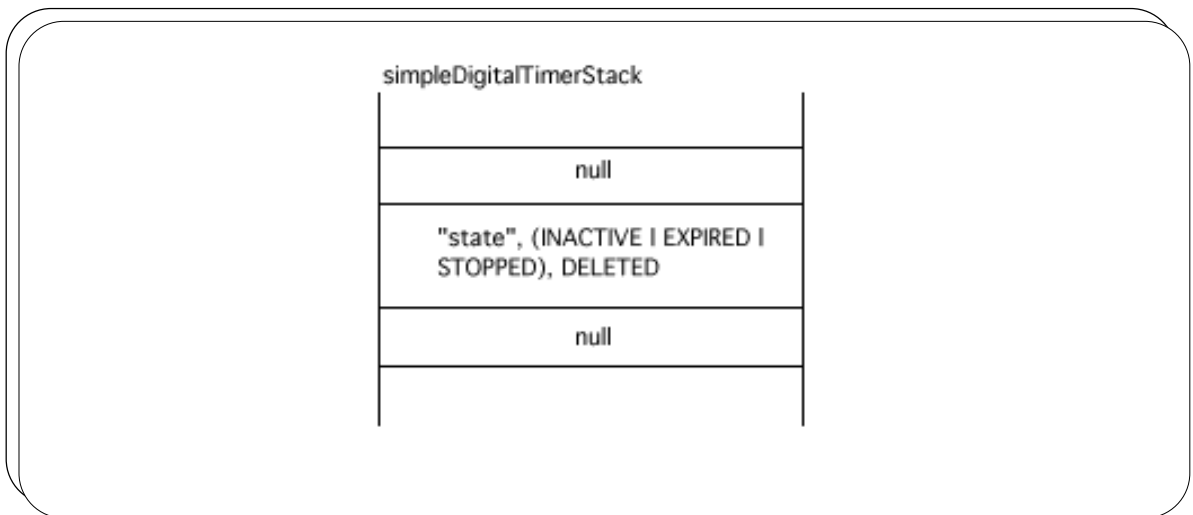 simpleDigitalTimerStack
null
"state", (INACTIVE | EXPIRED |
STOPPED), DELETED
null